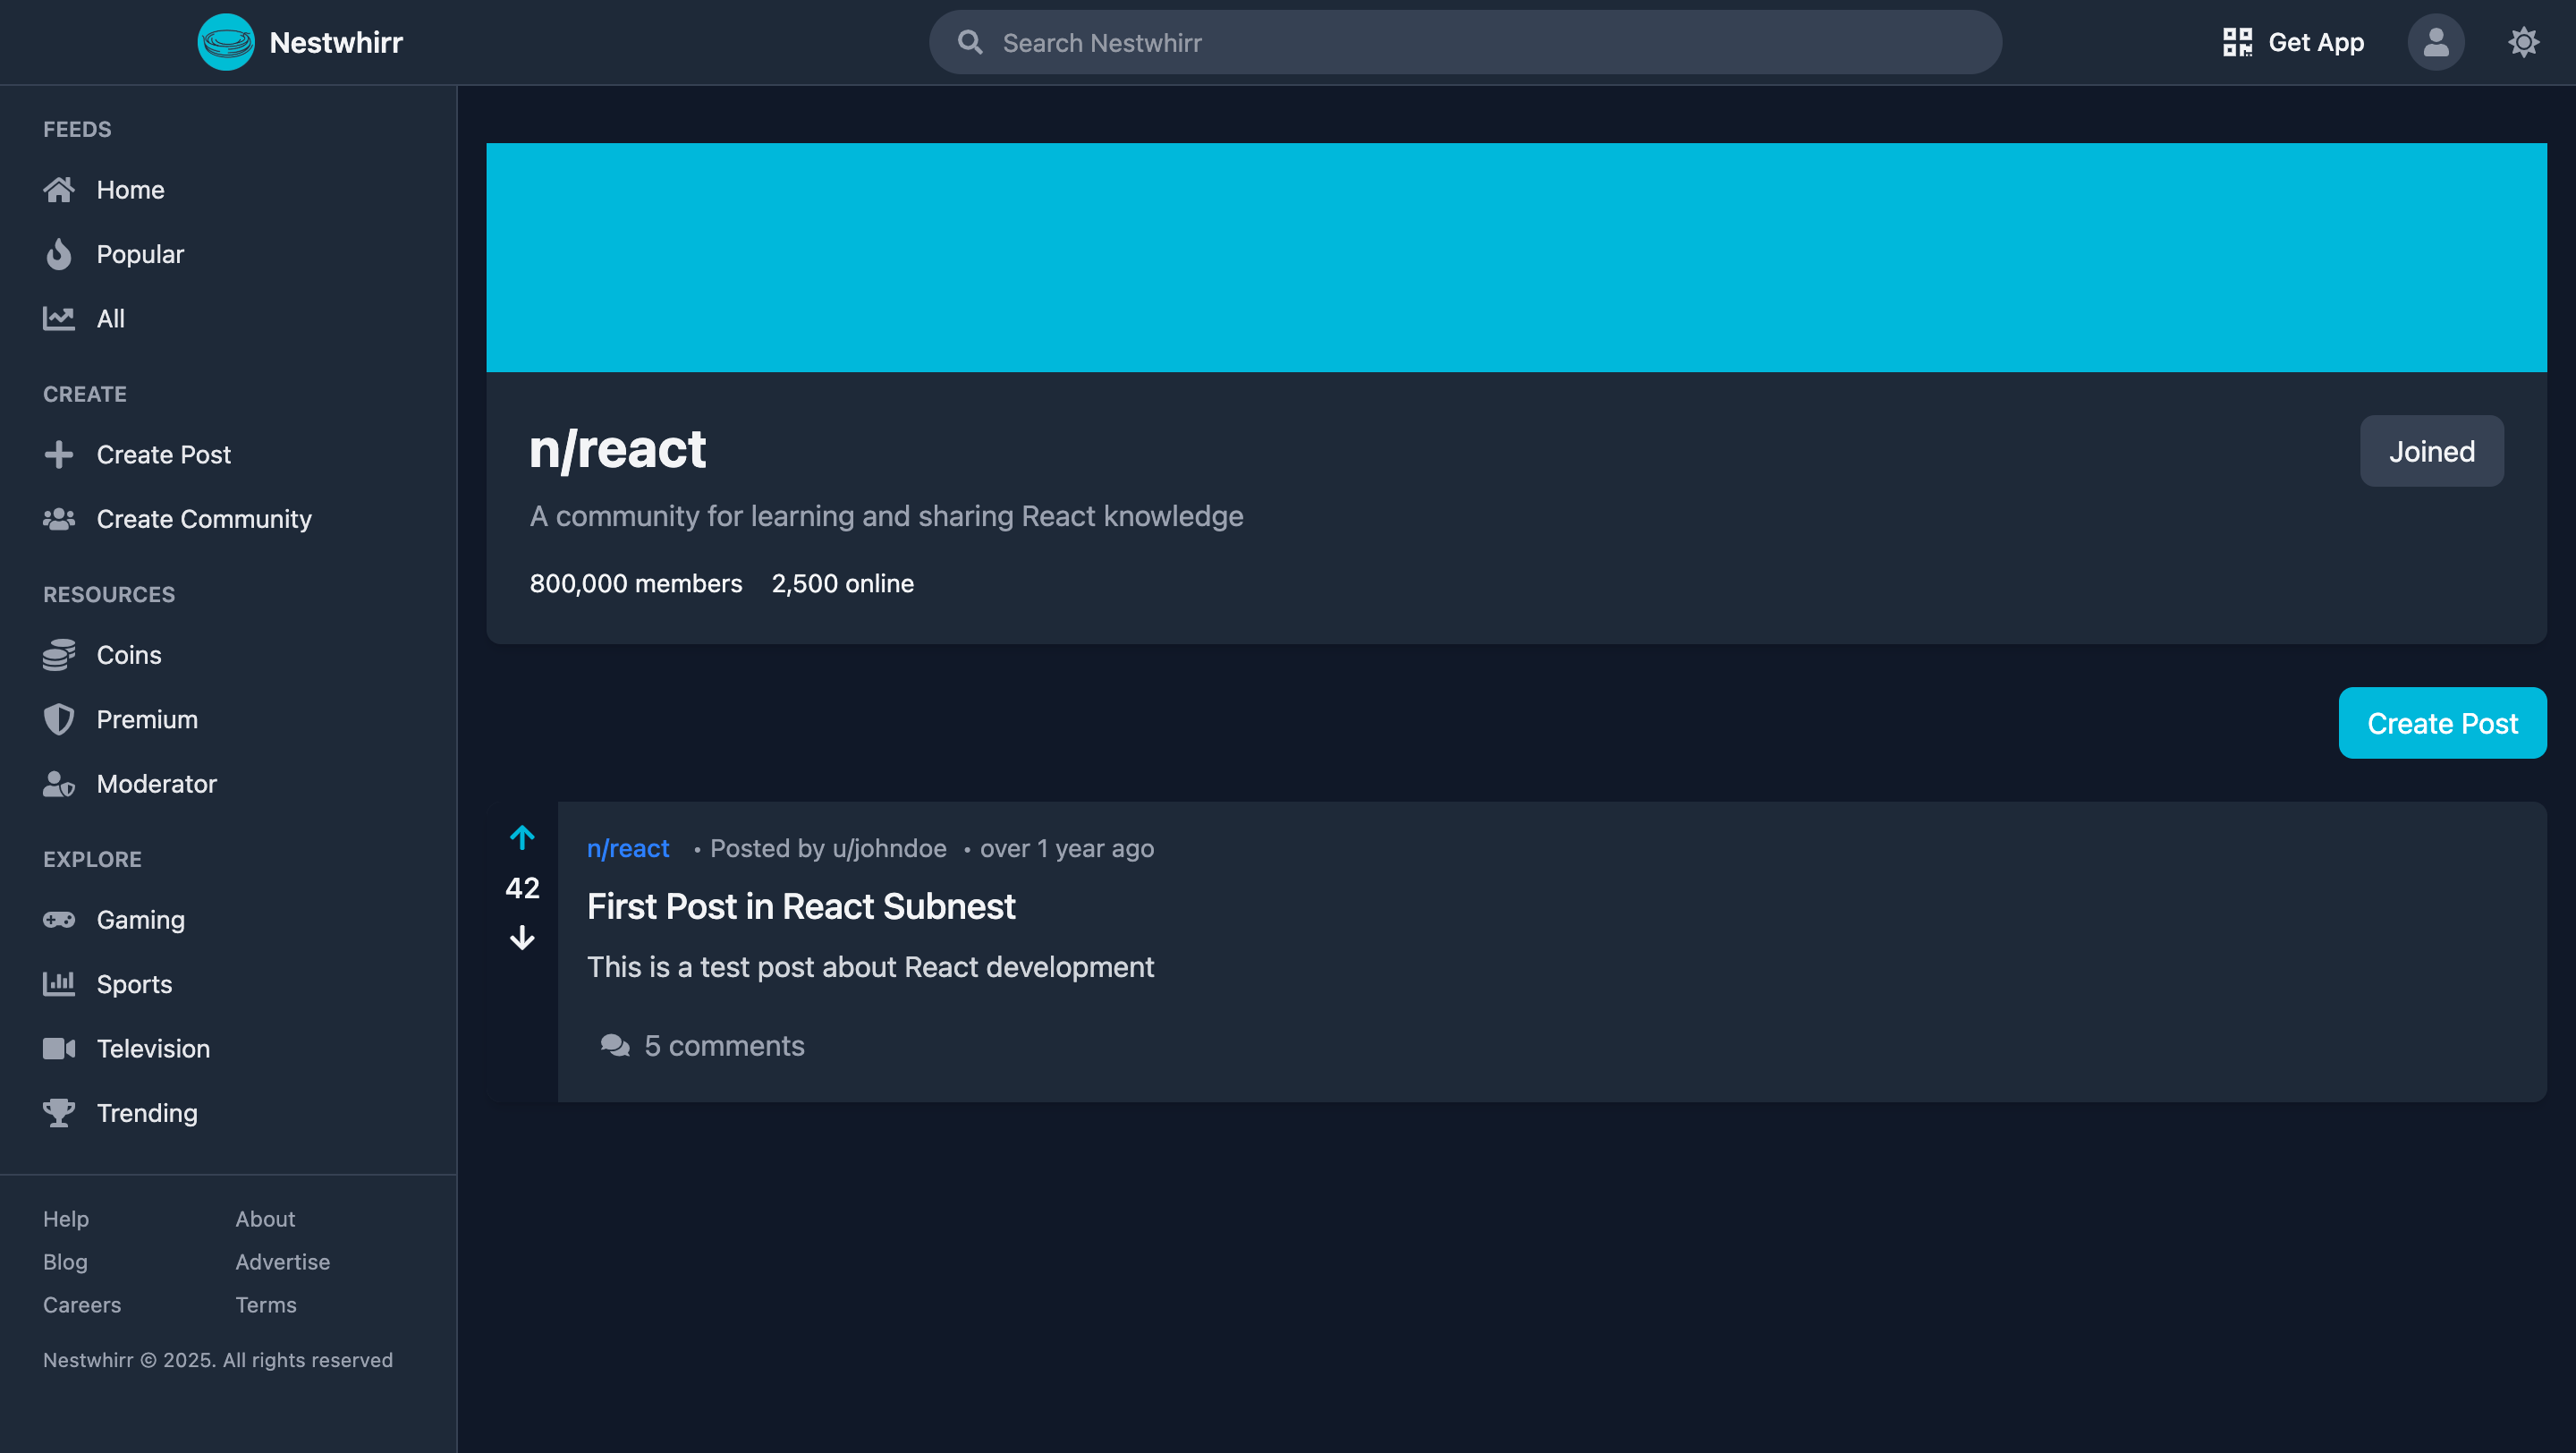 Nestwhirr
Search Nestwhirr
Get App
FEEDS
Home
Popular
All
CREATE
Create Post
Create Community
RESOURCES
Coins
Premium
Moderator
EXPLORE
Gaming
Sports
Television
Trending
Help
About
Blog
Advertise
Careers
Terms
Nestwhirr © 2025. All rights reserved
n/react
Joined
A community for learning and sharing React knowledge
800,000 members 2,500 online
Create Post
42
n/react • Posted by u/johndoe • over 1 year ago
First Post in React Subnest
This is a test post about React development
5 comments